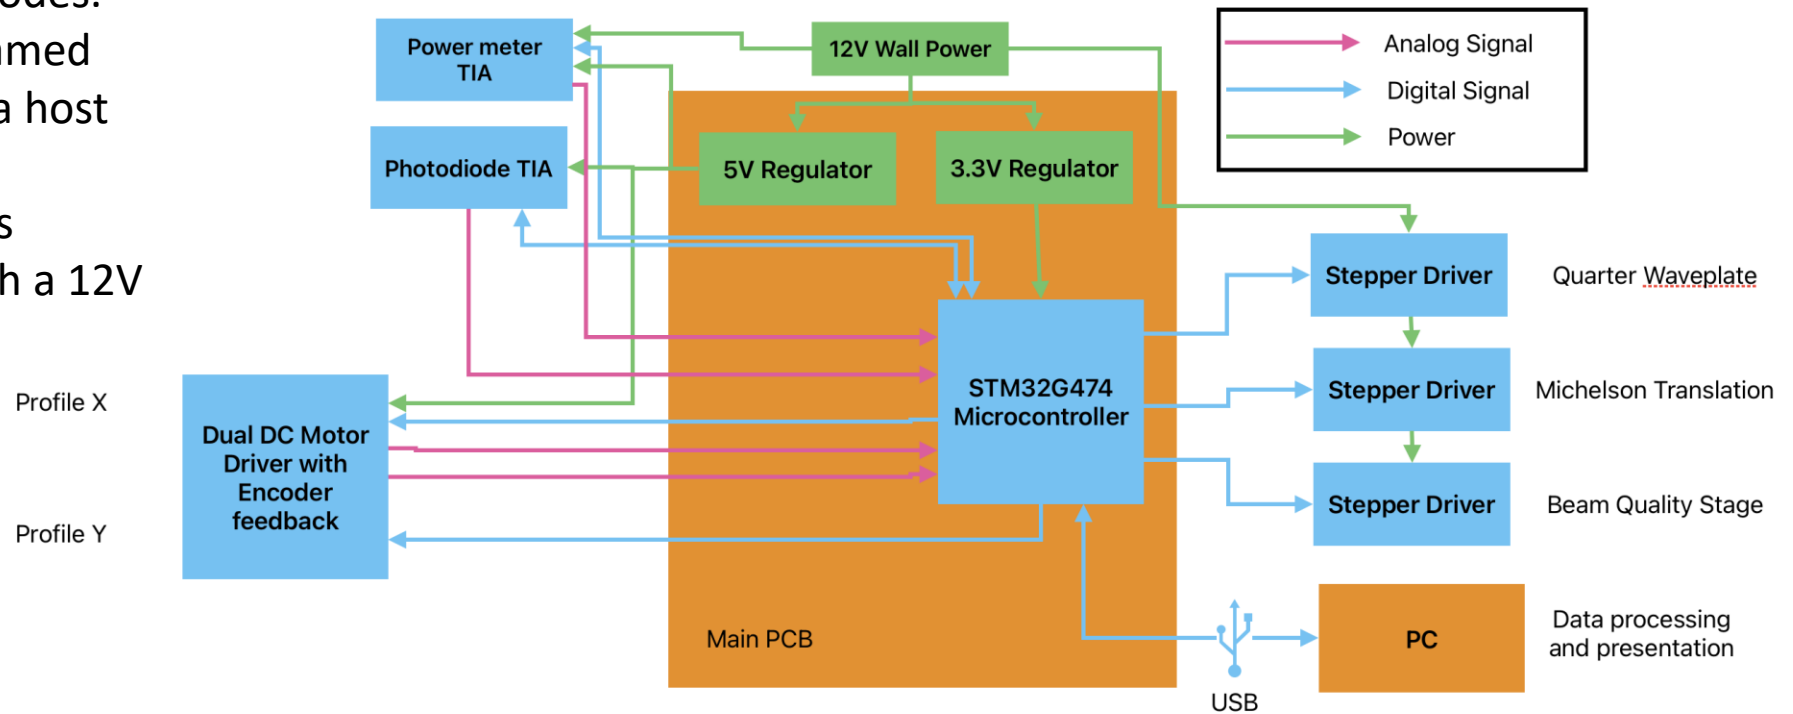 odes.
amed
a host
s
h a 12V
Power meter
TIA
12V Wall Power
Analog Signal
Digital Signal
Power
Photodiode TIA
5V Regulator
3.3V Regulator
Stepper Driver
Quarter Waveplate
Stepper Driver
Michelson Translation
Stepper Driver
Beam Quality Stage
Profile X
Dual DC Motor
Driver with
Encoder
feedback
Profile Y
STM32G474
Microcontroller
Main PCB
USB
PC
Data processing
and presentation